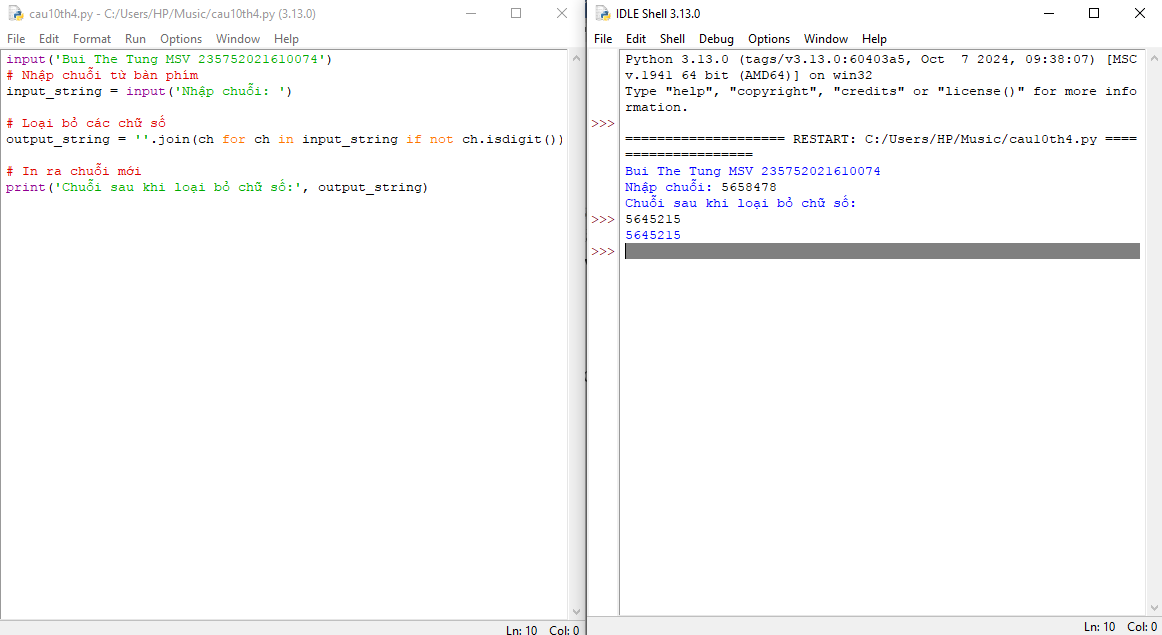 cau10th4.py - C:/Users/HP/Music/cau10th4.py (3.13.0)
File Edit Format Run Options Window Help
input('Bui The Tung MSV 235752021610074')
# Nhập chuỗi từ bàn phím
input_string = input('Nhập chuỗi: ')
# Loại bỏ các chữ số
output_string = ''.join(ch for ch in input_string if not ch.isdigit())
# In ra chuỗi mới
print('Chuỗi sau khi loại bỏ chữ số:', output_string)
Ln: 10 Col: 0
IDLE Shell 3.13.0
File Edit Shell Debug Options Window Help
Python 3.13.0 (tags/v3.13.0:60403a5, Oct  7 2024, 09:38:07) [MSC
v.1941 64 bit (AMD64)] on win32
Type "help", "copyright", "credits" or "license()" for more info
rmation.
>>>
==================== RESTART: C:/Users/HP/Music/cau10th4.py ====
================
Bui The Tung MSV 235752021610074
Nhập chuỗi: 5658478
Chuỗi sau khi loại bỏ chữ số:
>>> 5645215
5645215
>>>
Ln: 10 Col: 0